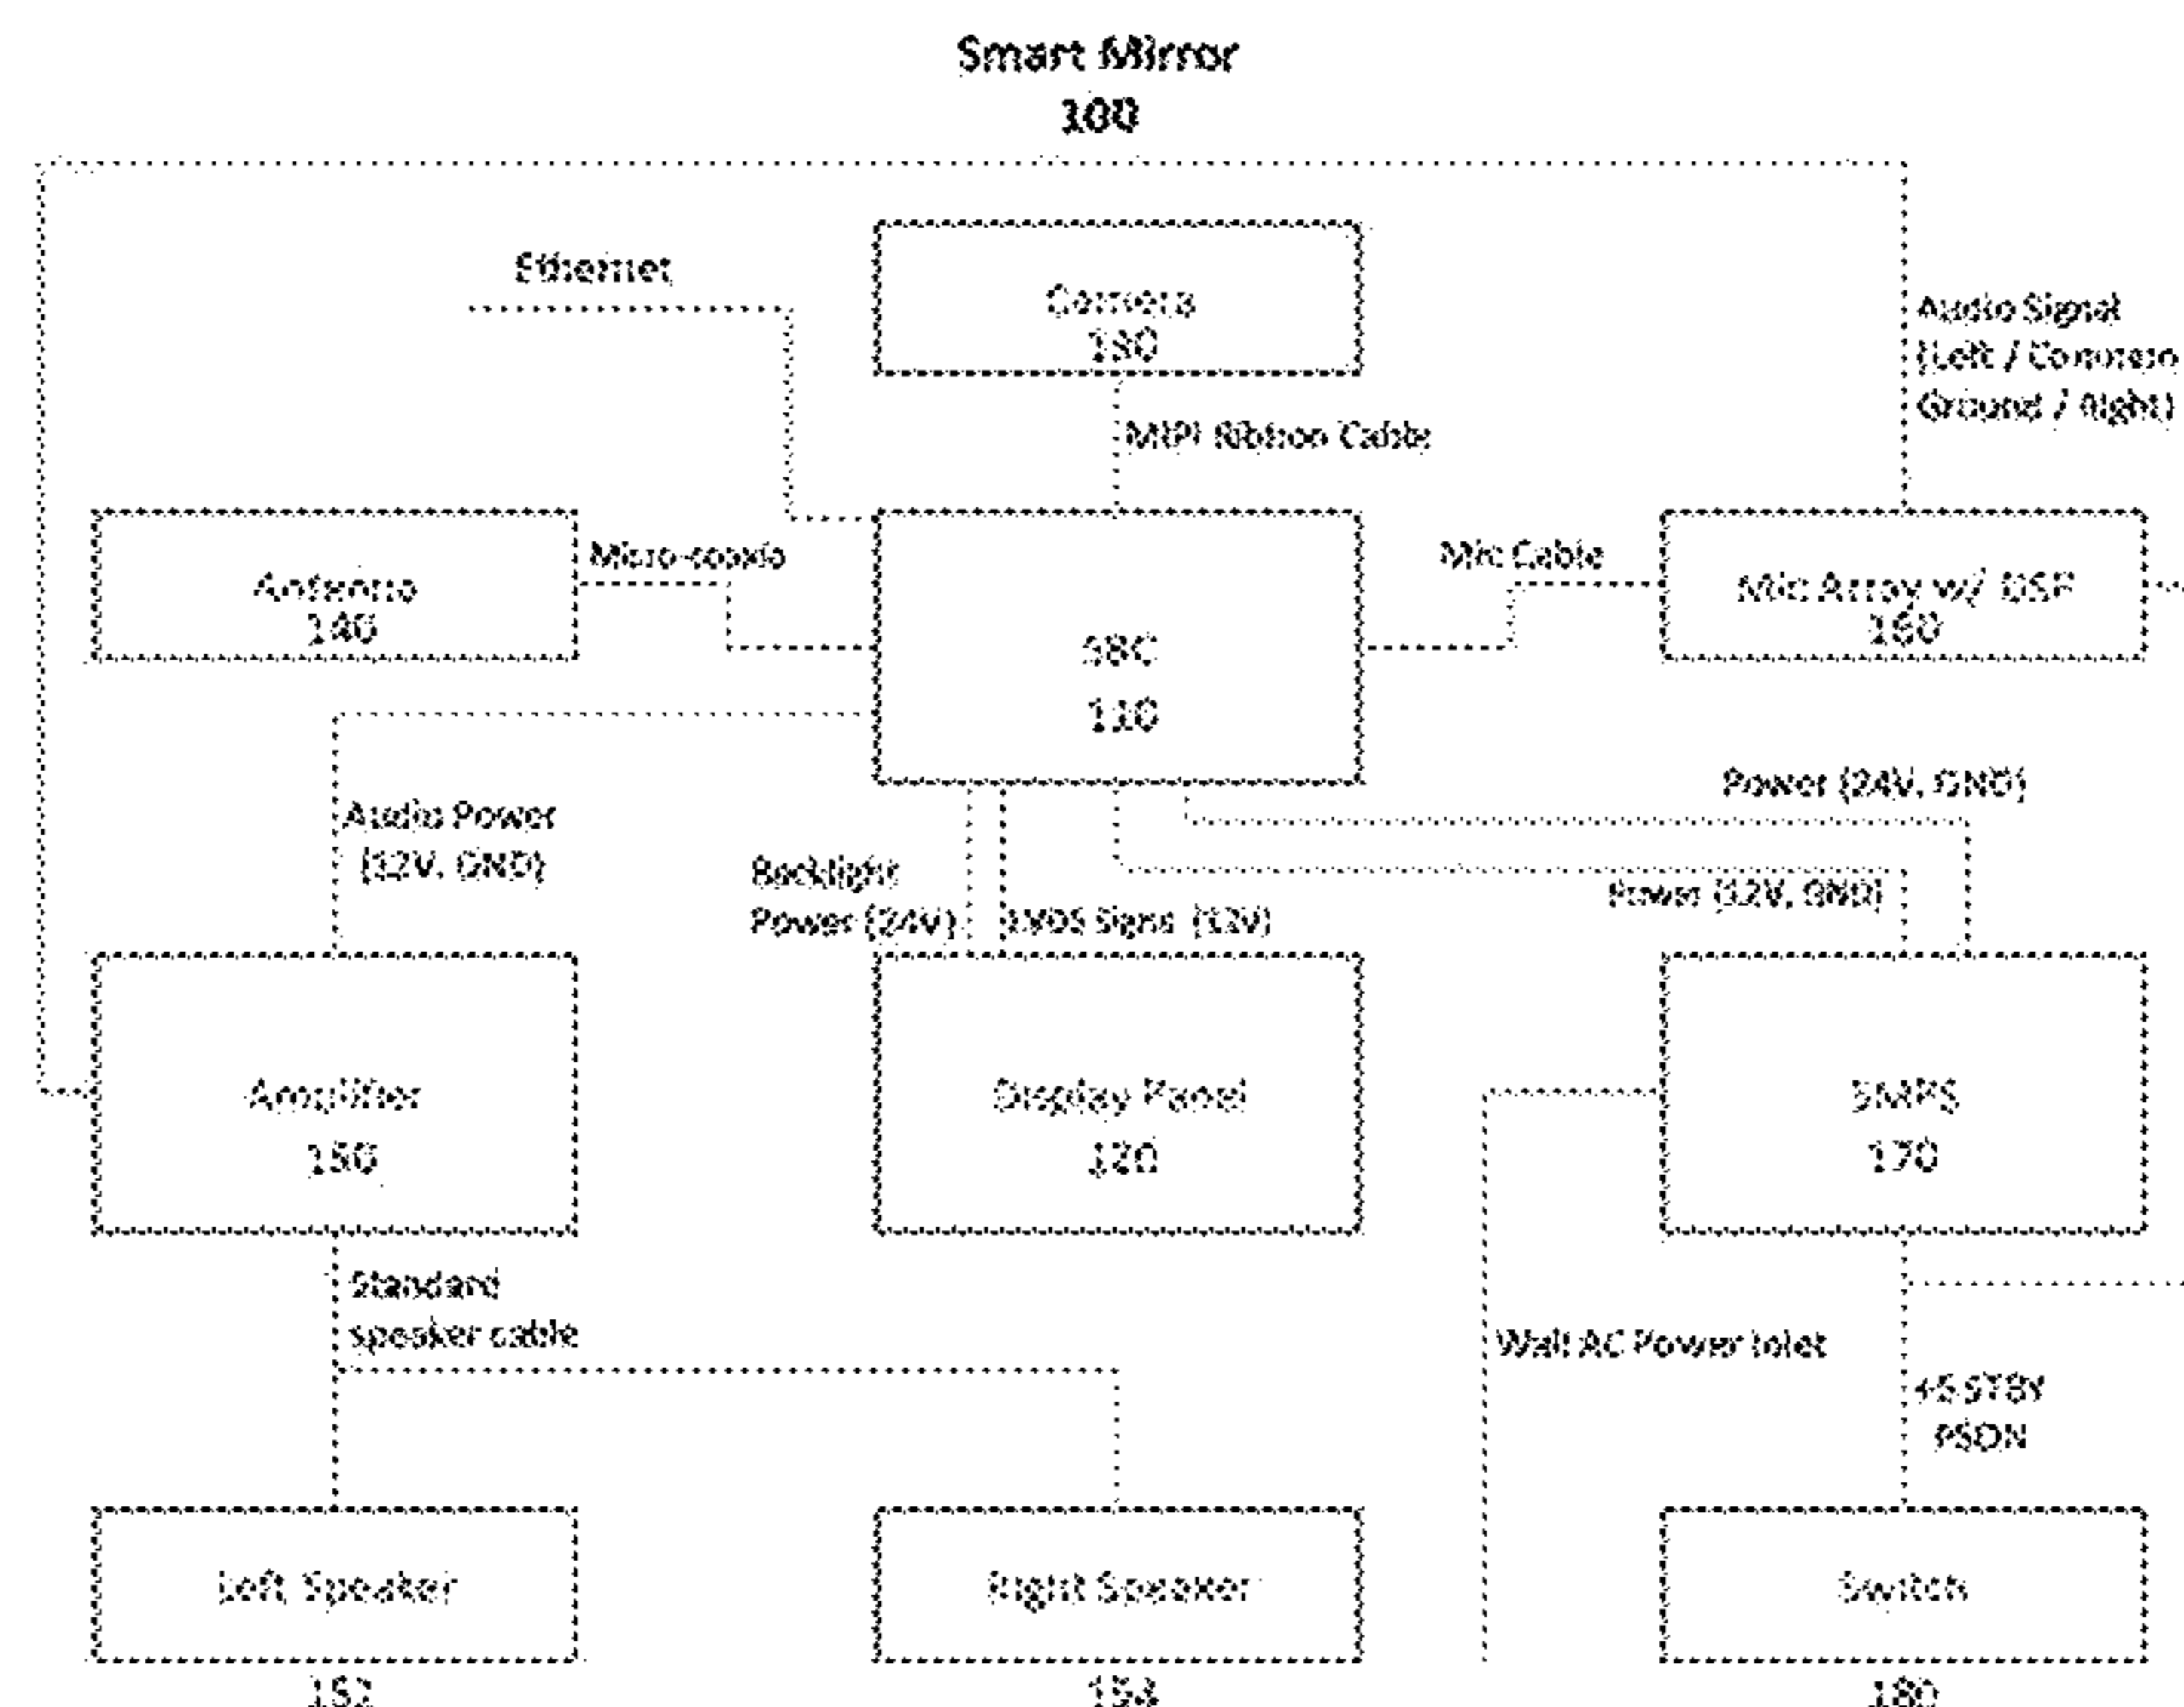 Smart Mirror
100
Ethernet
Camera
130
Audio Signal
(Left / Common
Ground / Right)
MIPI Ribbon Cable
Antenna
140
Micro-coaxio
SBC
110
Mic Cable
Mic Array w/ DSP
160
Audio Power
(12V, GND)
Backlight
Power (24V)
LVDS Signa (12V)
Power (24V, GND)
Power (12V, GND)
Amplifier
150
Display Panel
120
SMPS
170
Standard
speaker cable
Wall AC Power Inlet
+5 STBY
PSON
Left Speaker
152
Right Speaker
Switch
180